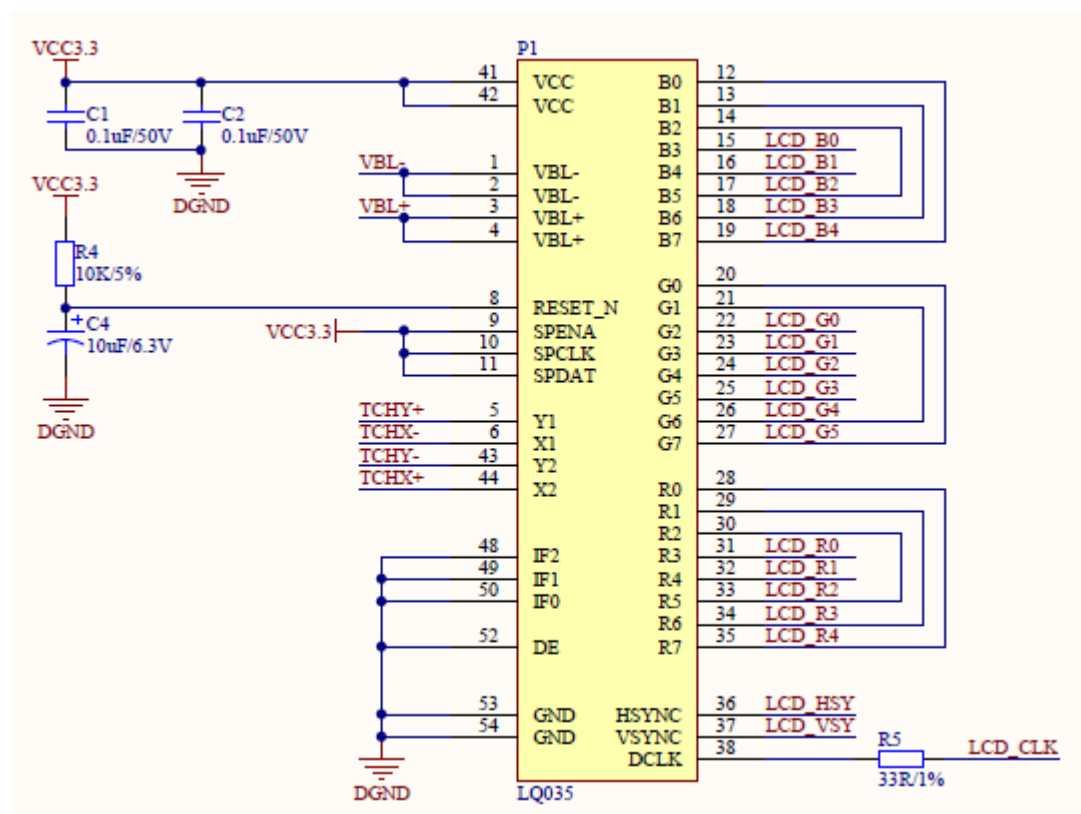 VCC3.3
P1
41 VCC B0 12
42 VCC B1 13
C1 C2 B2 14
0.1uF/50V 0.1uF/50V B3 15 LCD_B0
VBL- 1 VBL- B4 16 LCD_B1
VCC3.3 2 VBL- B5 17 LCD_B2
DGND VBL+ 3 VBL+ B6 18 LCD_B3
4 VBL+ B7 19 LCD_B4
R4
10K/5%
G0 20
8 RESET_N G1 21
C4 VCC3.3 9 SPENA G2 22 LCD_G0
10uF/6.3V 10 SPCLK G3 23 LCD_G1
11 SPDAT G4 24 LCD_G2
G5 25 LCD_G3
TCHY+ 5 Y1 G6 26 LCD_G4
DGND TCHX- 6 X1 G7 27 LCD_G5
TCHY- 43 Y2
TCHX+ 44 X2 R0 28
R1 29
R2 30
48 IF2 R3 31 LCD_R0
49 IF1 R4 32 LCD_R1
50 IF0 R5 33 LCD_R2
R6 34 LCD_R3
52 DE R7 35 LCD_R4
53 GND HSYNC 36 LCD_HSY
54 GND VSYNC 37 LCD_VSY
DCLK 38 R5 LCD_CLK
33R/1%
DGND LQ035